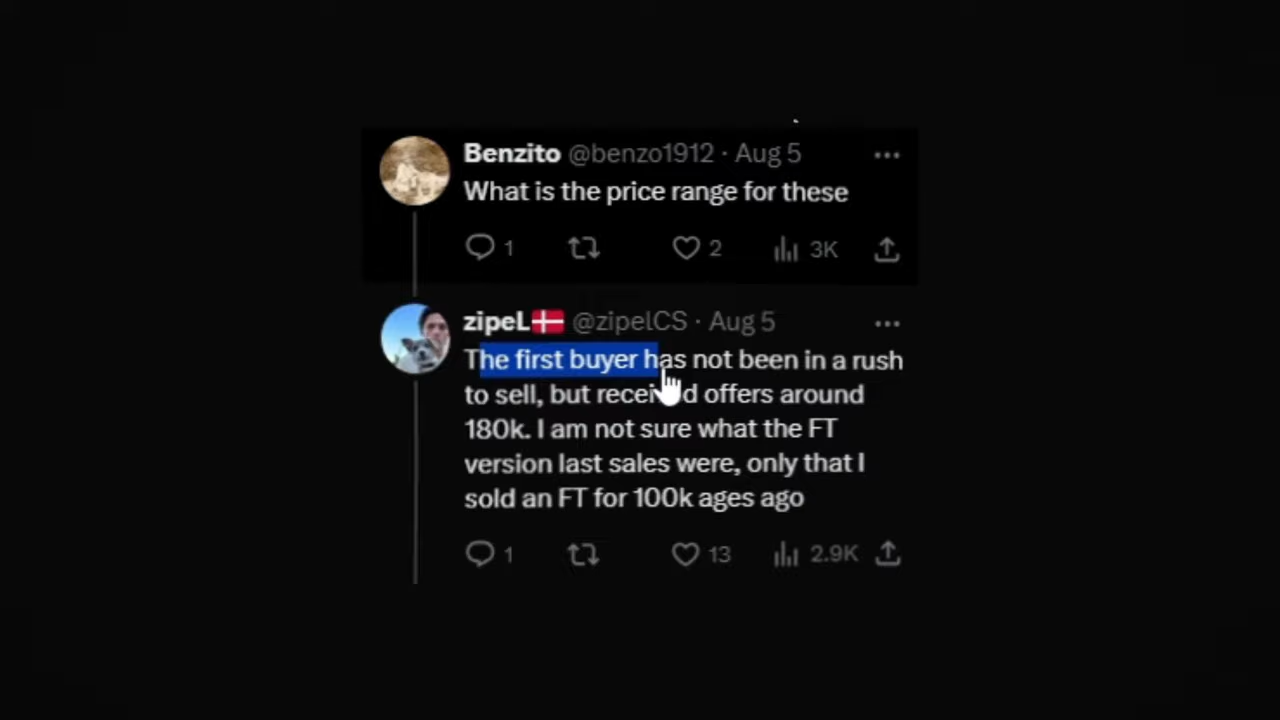 Benzito @benzo1912 · Aug 5
What is the price range for these
1 2 3K
zipeL🇩🇰 @zipelCS · Aug 5
The first buyer has not been in a rush
to sell, but received offers around
180k. I am not sure what the FT
version last sales were, only that I
sold an FT for 100k ages ago
1 13 2.9K